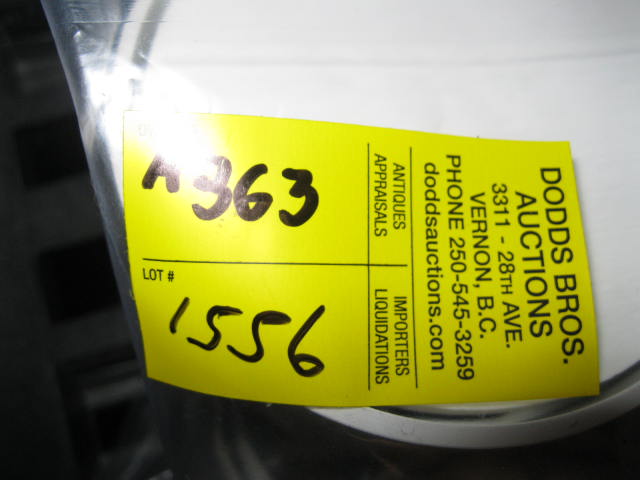 A363
LOT #
1556
ANTIQUES
APPRAISALS
IMPORTERS
LIQUIDATIONS
DODDS BROS.
AUCTIONS
3311 - 28TH AVE.
VERNON, B.C.
PHONE 250-545-3259
doddsauctions.com